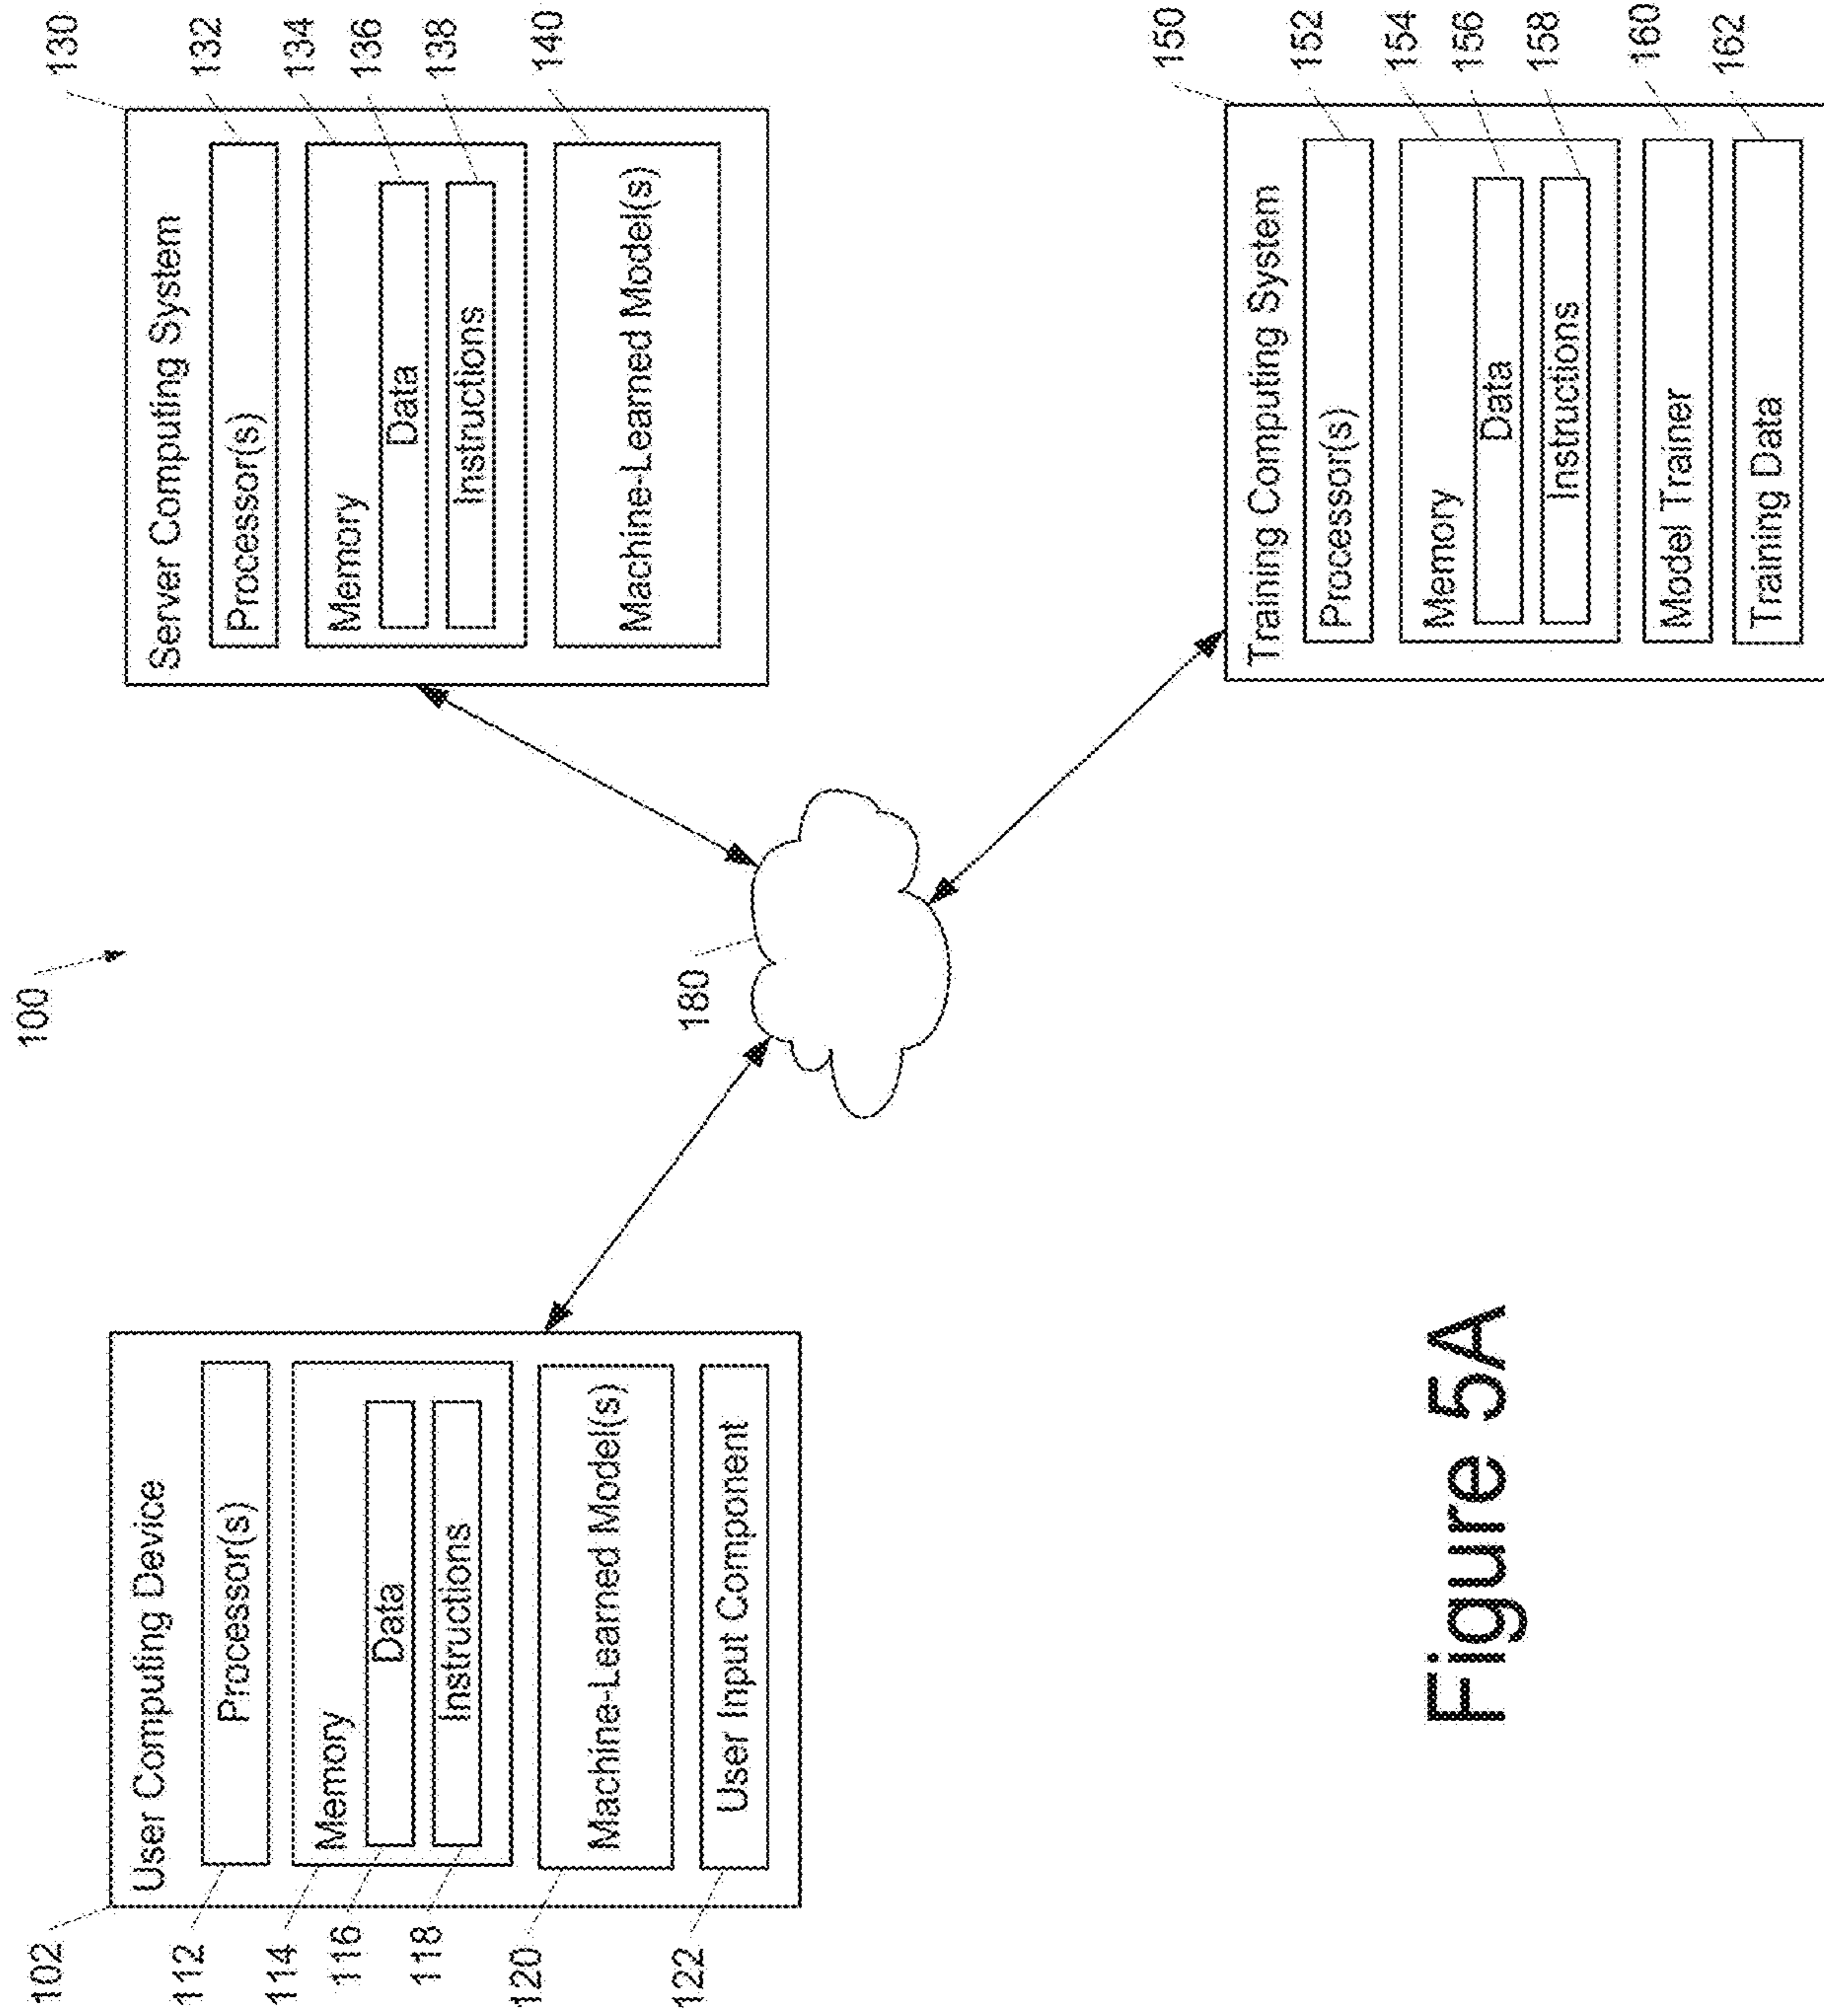 100
102
User Computing Device
112
Processor(s)
114
Memory
116
Data
118
Instructions
120
Machine-Learned Model(s)
122
User Input Component
180
130
Server Computing System
132
Processor(s)
134
Memory
136
Data
138
Instructions
140
Machine-Learned Model(s)
150
Training Computing System
152
Processor(s)
154
Memory
156
Data
158
Instructions
160
Model Trainer
162
Training Data
Figure 5A